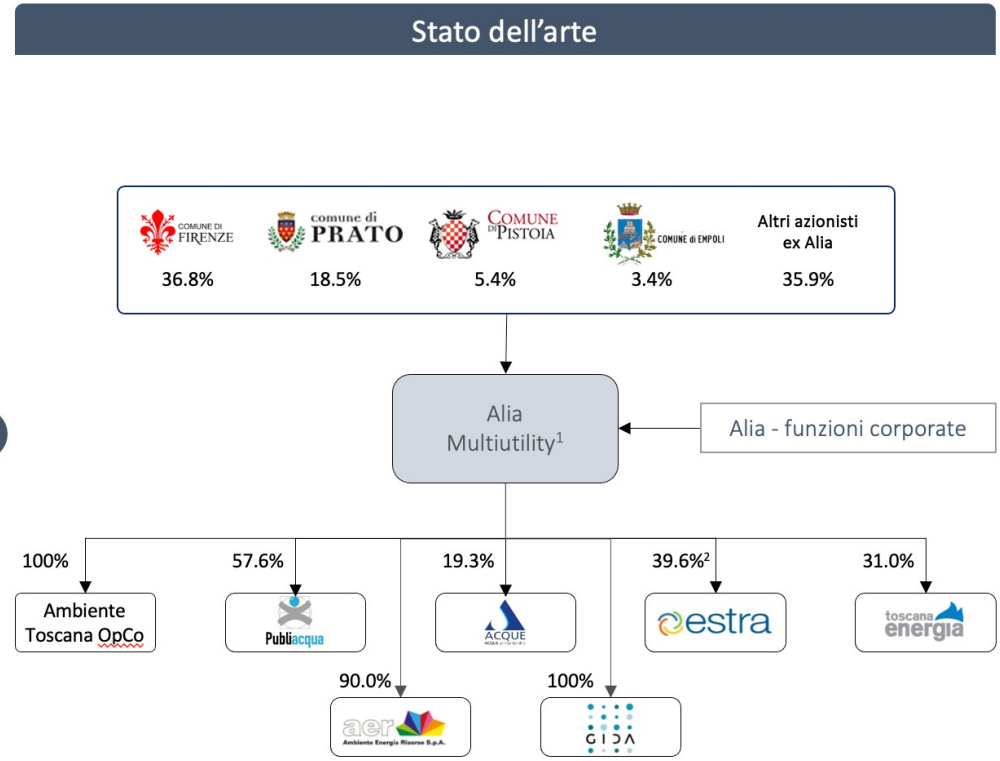 Stato dell’arte
COMUNE DI
FIRENZE
comune di
PRATO
COMUNE
DI PISTOIA
COMUNE di EMPOLI
Altri azionisti
ex Alia
36.8%
18.5%
5.4%
3.4%
35.9%
Alia
Multiutility¹
Alia - funzioni corporate
100%
57.6%
19.3%
39.6%²
31.0%
Ambiente
Toscana OpCo
Publiacqua
ACQUE
estra
toscana
energia
90.0%
100%
aer
Ambiente Energia Risorse S.p.A.
GIDA